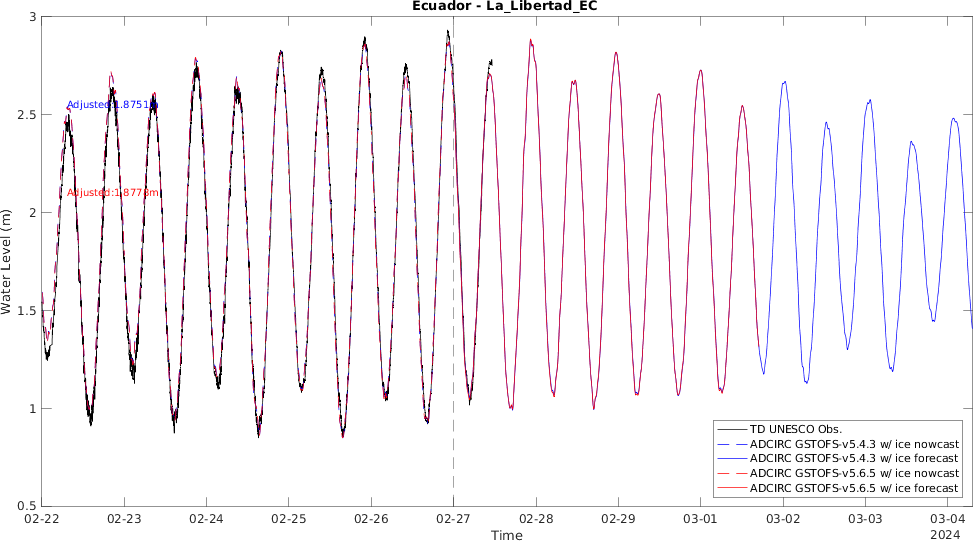 Ecuador - La_Libertad_EC
3
2.5
2
1.5
1
0.5
Water Level (m)
Adjusted:1.8751m
Adjusted:1.8778m
TD UNESCO Obs.
ADCIRC GSTOFS-v5.4.3 w/ ice nowcast
ADCIRC GSTOFS-v5.4.3 w/ ice forecast
ADCIRC GSTOFS-v5.6.5 w/ ice nowcast
ADCIRC GSTOFS-v5.6.5 w/ ice forecast
02-22 02-23 02-24 02-25 02-26 02-27 02-28 02-29 03-01 03-02 03-03 03-04
Time
2024